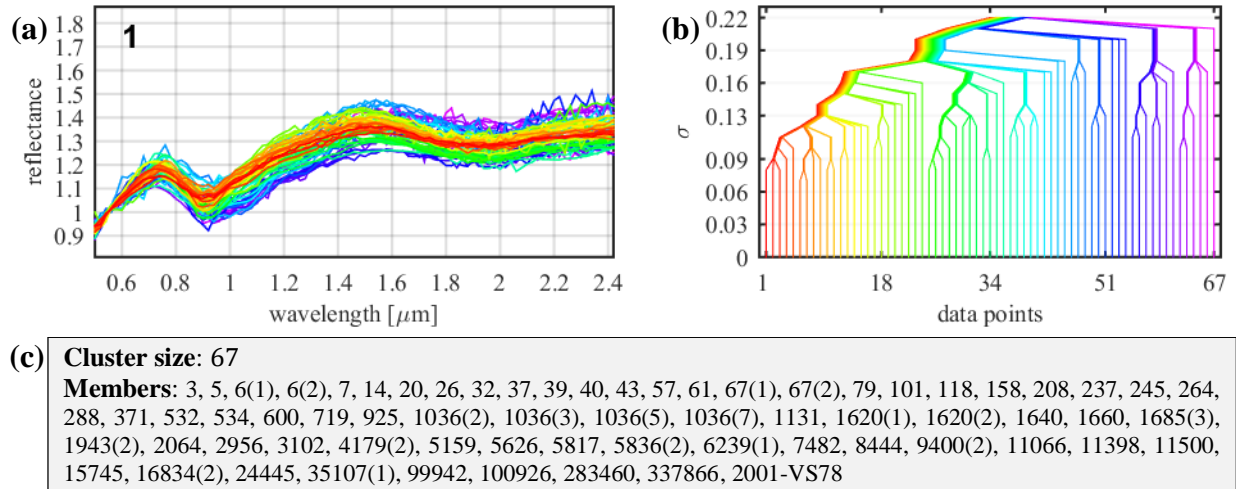 (a)
1
1.8
1.7
1.6
1.5
1.4
1.3
1.2
1.1
1
0.9
reflectance
0.6 0.8 1 1.2 1.4 1.6 1.8 2 2.2 2.4
wavelength [μm]
(b)
0.22
0.19
0.16
0.13
0.09
0.06
0.03
0
σ
1 18 34 51 67
data points
(c)
Cluster size: 67
Members: 3, 5, 6(1), 6(2), 7, 14, 20, 26, 32, 37, 39, 40, 43, 57, 61, 67(1), 67(2), 79, 101, 118, 158, 208, 237, 245, 264,
288, 371, 532, 534, 600, 719, 925, 1036(2), 1036(3), 1036(5), 1036(7), 1131, 1620(1), 1620(2), 1640, 1660, 1685(3),
1943(2), 2064, 2956, 3102, 4179(2), 5159, 5626, 5817, 5836(2), 6239(1), 7482, 8444, 9400(2), 11066, 11398, 11500,
15745, 16834(2), 24445, 35107(1), 99942, 100926, 283460, 337866, 2001-VS78